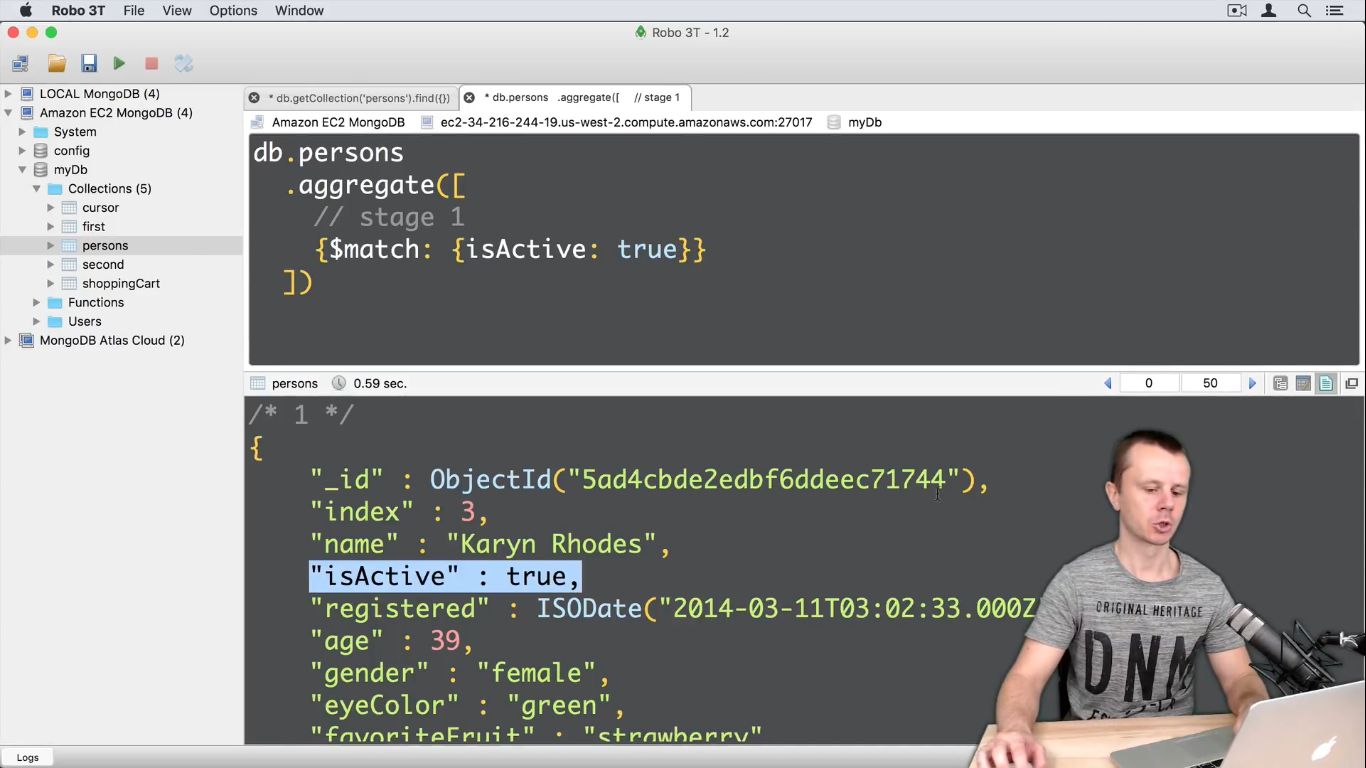 Robo 3T File View Options Window
Robo 3T - 1.2
LOCAL MongoDB (4)
Amazon EC2 MongoDB (4)
System
config
myDb
Collections (5)
cursor
first
persons
second
shoppingCart
Functions
Users
MongoDB Atlas Cloud (2)
* db.getCollection('persons').find({})
* db.persons .aggregate([ // stage 1
Amazon EC2 MongoDB ec2-34-216-244-19.us-west-2.compute.amazonaws.com:27017 myDb
db.persons
.aggregate([
// stage 1
{$match: {isActive: true}}
])
persons 0.59 sec. 0 50
/* 1 */
{
"_id" : ObjectId("5ad4cbde2edbf6ddeec71744"),
"index" : 3,
"name" : "Karyn Rhodes",
"isActive" : true,
"registered" : ISODate("2014-03-11T03:02:33.000Z
"age" : 39,
"gender" : "female",
"eyeColor" : "green",
"favoriteFruit" : "strawberry"
ORIGINAL HERITAGE
DNM
Logs